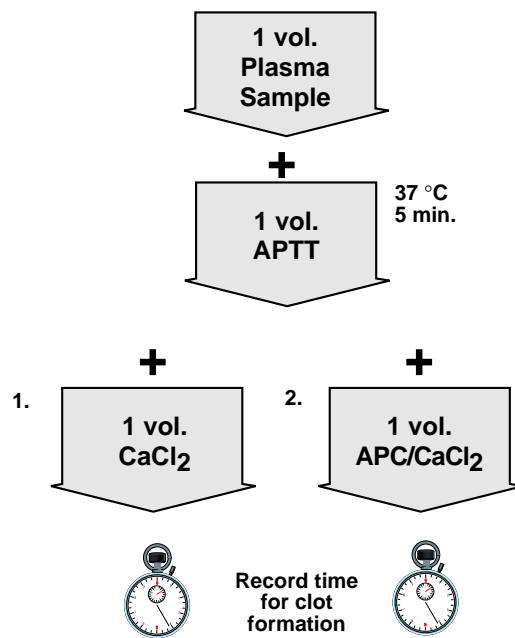 1 vol.
Plasma
Sample
+
37 °C
5 min.
1 vol.
APTT
+
+
1.
1 vol.
CaCl2
2.
1 vol.
APC/CaCl2
Record time
for clot
formation